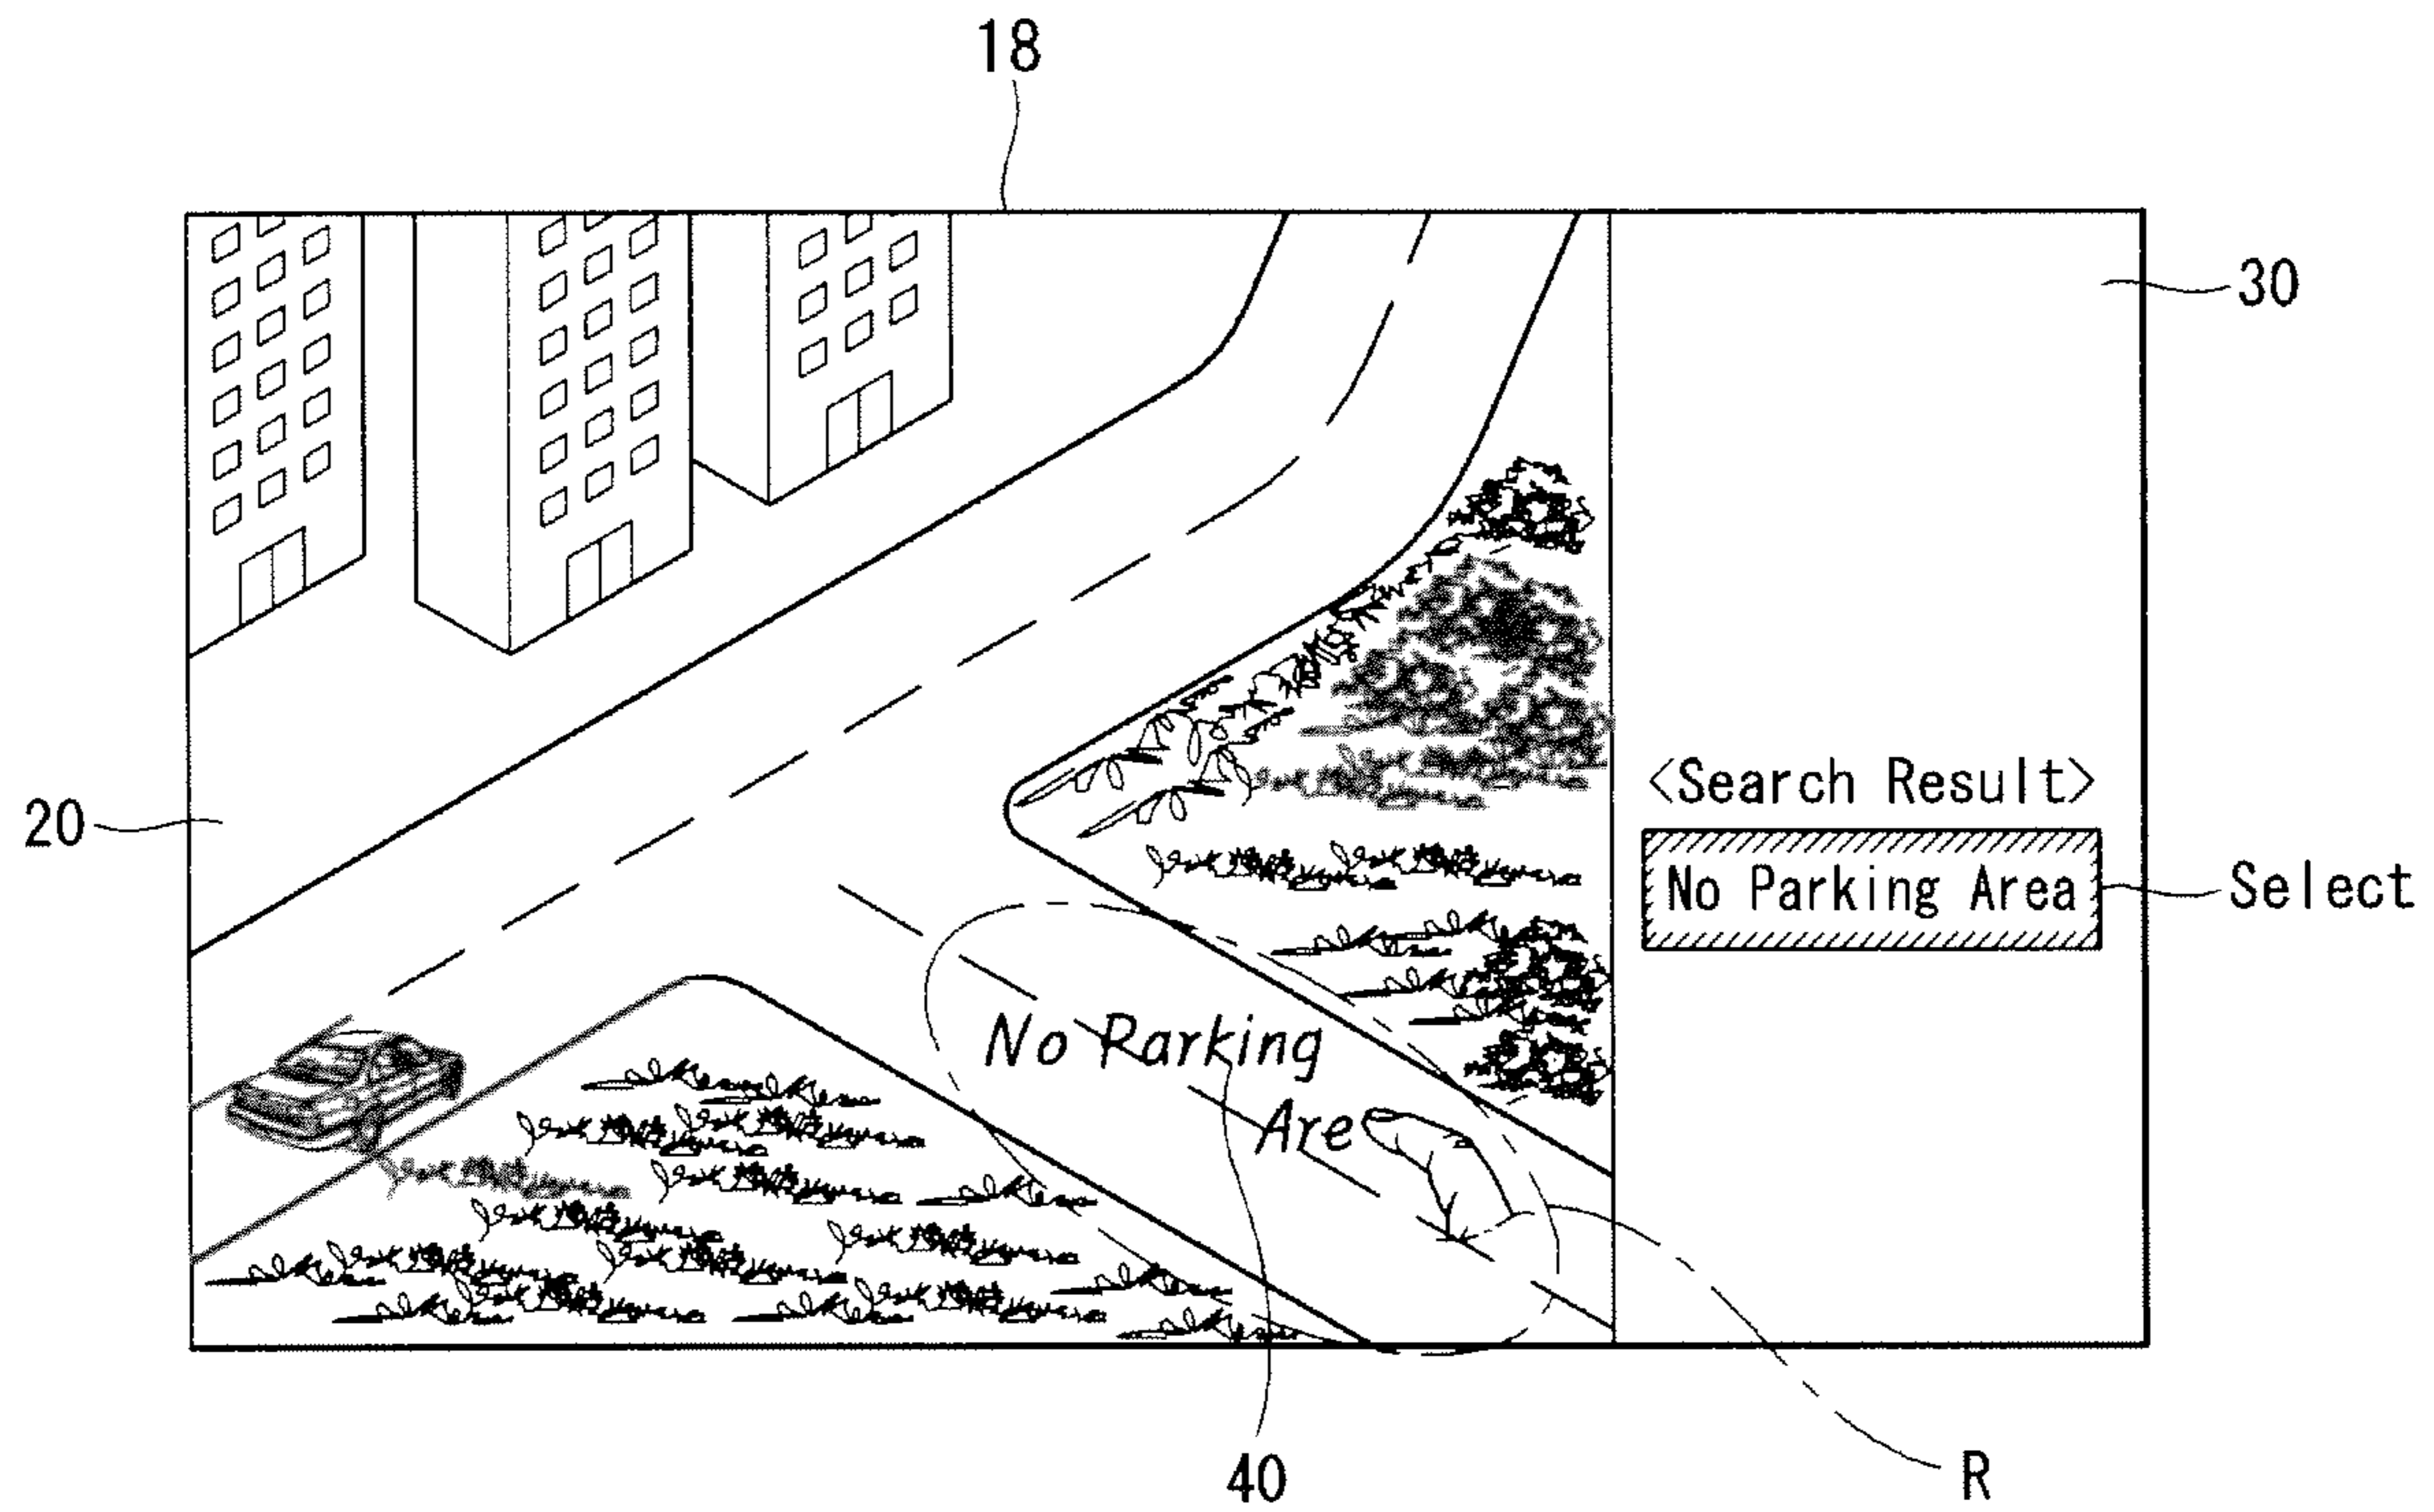 18
30
20
<Search Result>
No Parking Area
Select
No Parking
Are
40
R